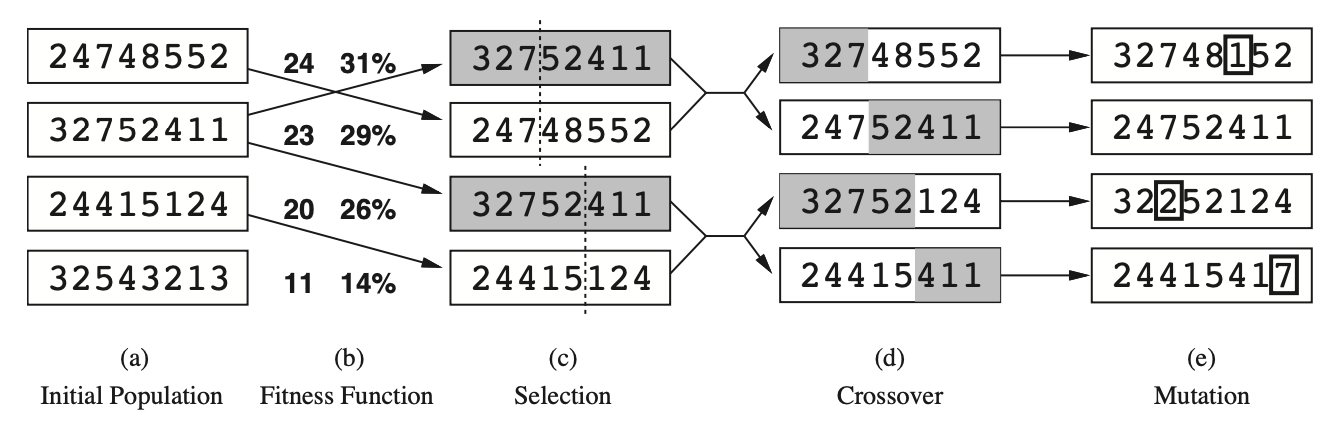 24748552 24 31% 32752411 32748552 32748152
32752411 23 29% 24748552 24752411 24752411
24415124 20 26% 32752411 32752124 32252124
32543213 11 14% 24415124 24415411 24415417
(a) (b) (c) (d) (e)
Initial Population Fitness Function Selection Crossover Mutation